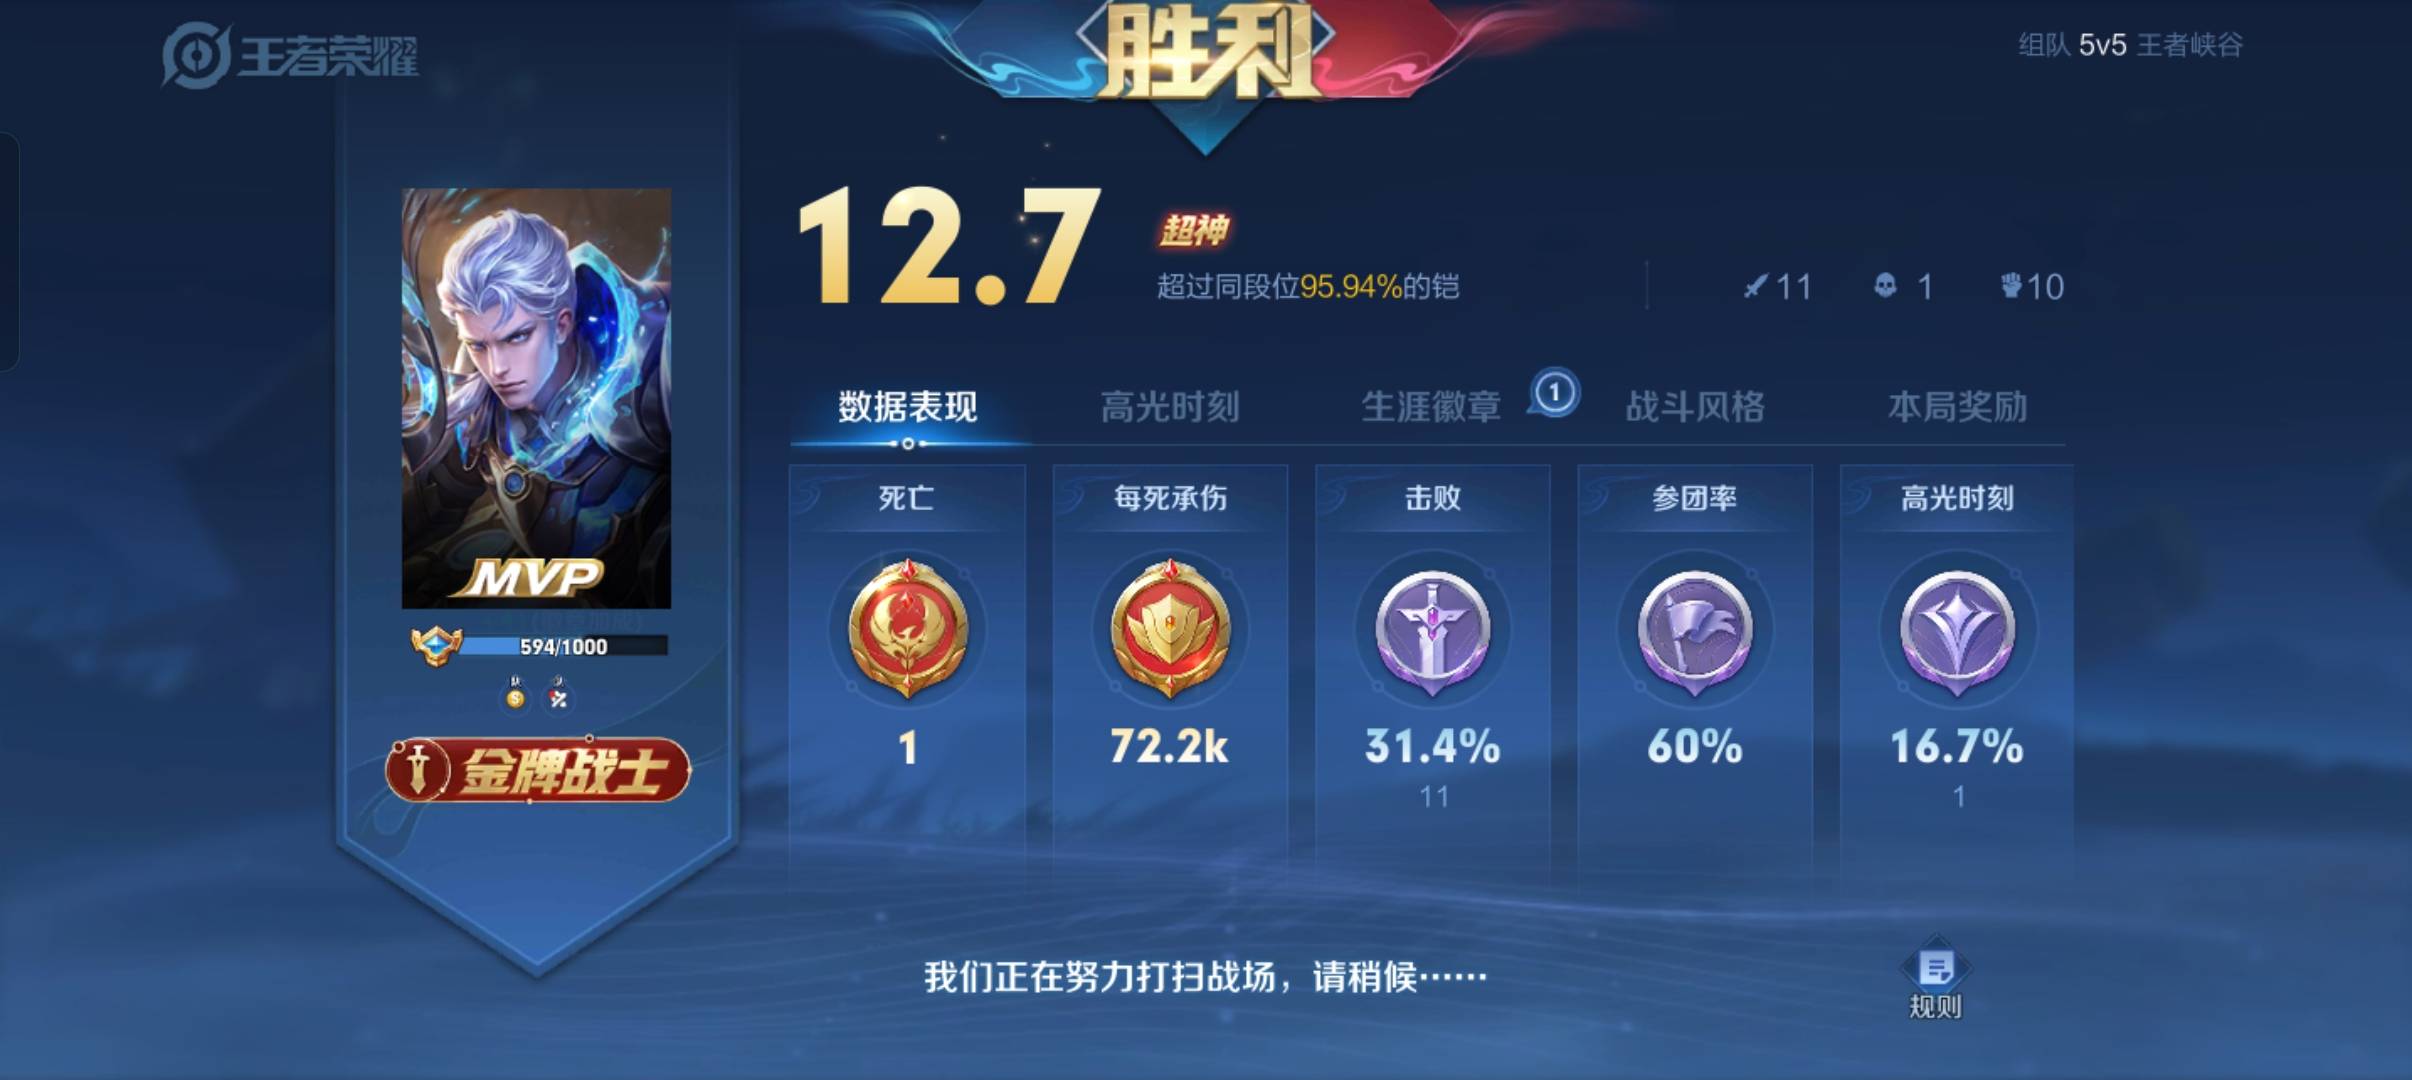 王者荣耀
胜利
组队 5v5 王者峡谷
12.7
超神
超过同段位95.94%的铠
11 1 10
MVP
594/1000
金牌战士
数据表现 高光时刻 生涯徽章 1 战斗风格 本局奖励
死亡 每死承伤 击败 参团率 高光时刻
1 72.2k 31.4% 60% 16.7%
11 1
我们正在努力打扫战场，请稍候……
规则